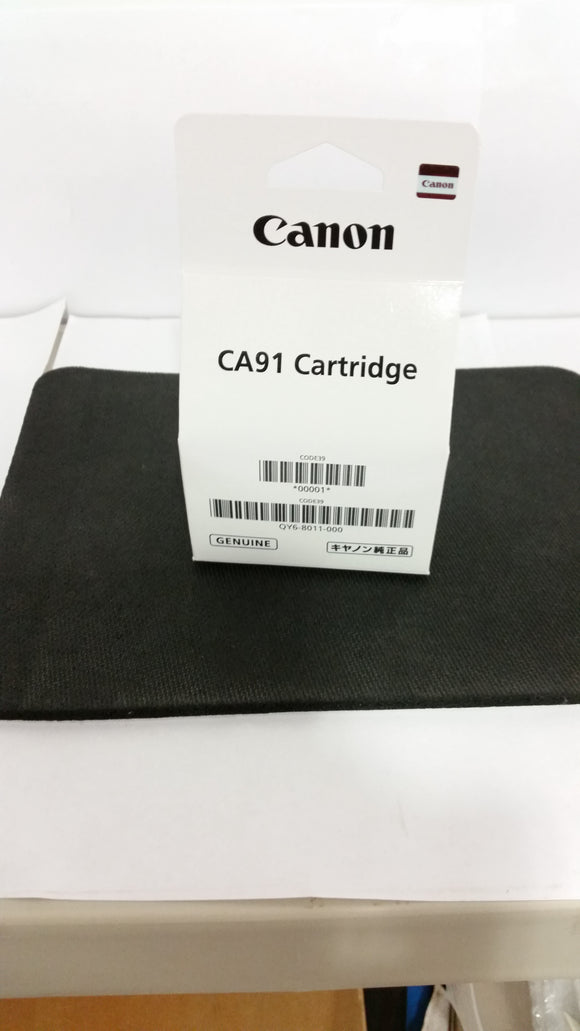 Canon
Canon
CA91 Cartridge
CODE39
*00001*
CODE39
QY6-8011-000
GENUINE
キヤノン純正品